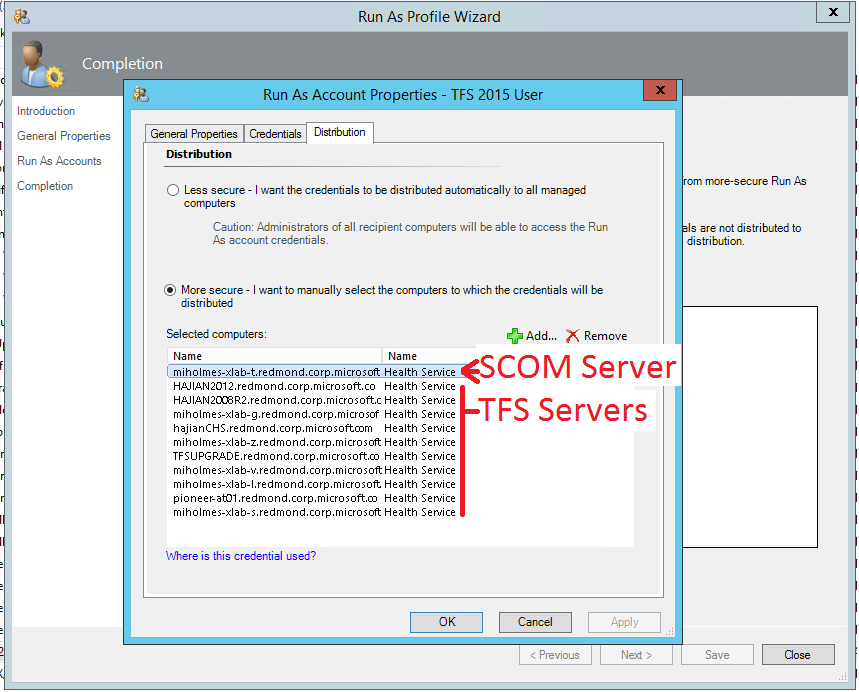 Run As Profile Wizard
x
Completion
Introduction
General Properties
Run As Accounts
Completion
Run As Account Properties - TFS 2015 User
x
General Properties
Credentials
Distribution
Distribution
Less secure - I want the credentials to be distributed automatically to all managed
computers
Caution: Administrators of all recipient computers will be able to access the Run
As account credentials.
More secure - I want to manually select the computers to which the credentials will be
distributed
Selected computers:
Add...
Remove
Name Name
miholmes-xlab-t.redmond.corp.microsoft Health Service
HAJIAN2012.redmond.corp.microsoft.co Health Service
HAJIAN2008R2.redmond.corp.microsoft.c Health Service
miholmes-xlab-g.redmond.corp.microsof Health Service
hajianCHS.redmond.corp.microsoft.com Health Service
miholmes-xlab-z.redmond.corp.microsoft Health Service
TFSUPGRADE.redmond.corp.microsoft.co Health Service
miholmes-xlab-v.redmond.corp.microsoft Health Service
miholmes-xlab-l.redmond.corp.microsoft Health Service
pioneer-at01.redmond.corp.microsoft.co Health Service
miholmes-xlab-s.redmond.corp.microsoft Health Service
SCOM Server
TFS Servers
Where is this credential used?
OK
Cancel
Apply
from more-secure Run As
als are not distributed to
distribution.
< Previous
Next >
Save
Close